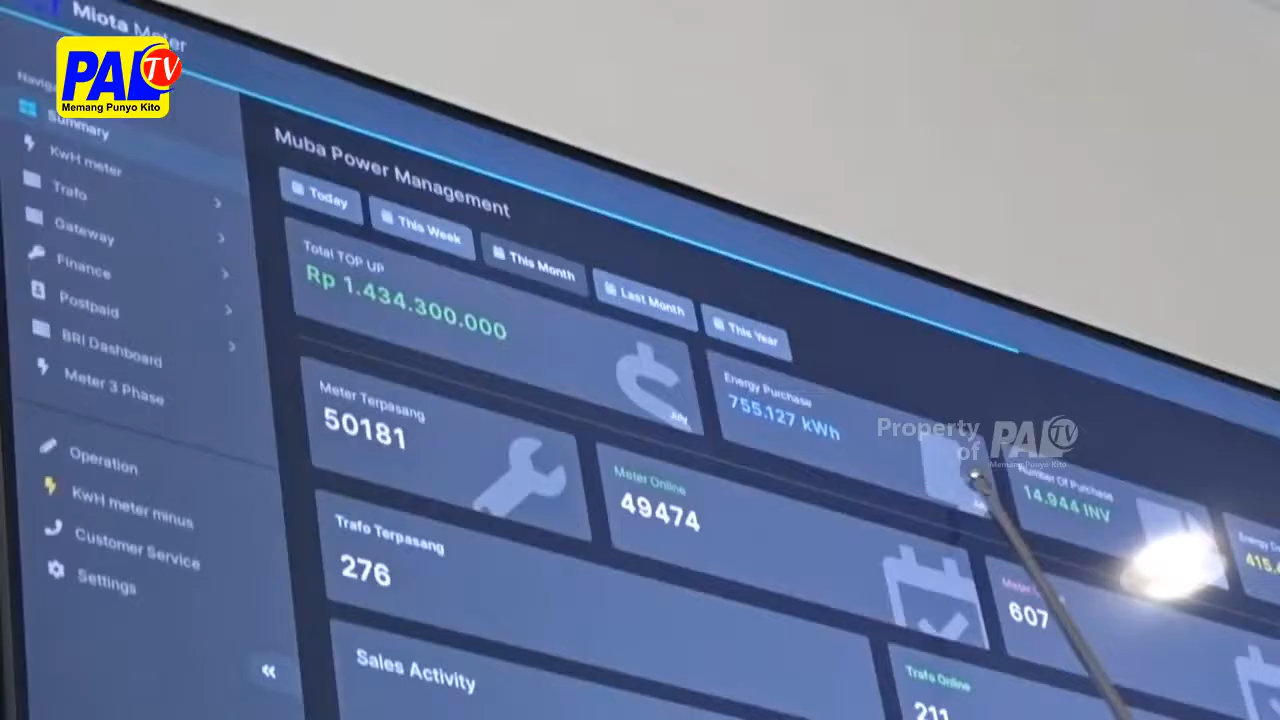 Miota Meter
PAL TV
Memang Punyo Kito
Summary
KwH meter
Trafo
Gateway
Finance
Postpaid
BRI Dashboard
Meter 3 Phase
Operation
KwH meter minus
Customer Service
Settings
Muba Power Management
Today
This Week
This Month
Last Month
This Year
Total TOP UP
Rp 1.434.300.000
July
Energy Purchase
755.127 kWh
Number Of Purchase
14.944 INV
Meter Terpasang
50181
Meter Online
49474
607
Trafo Terpasang
276
Trafo Online
211
Sales Activity
Property of PAL TV
Memang Punyo Kito